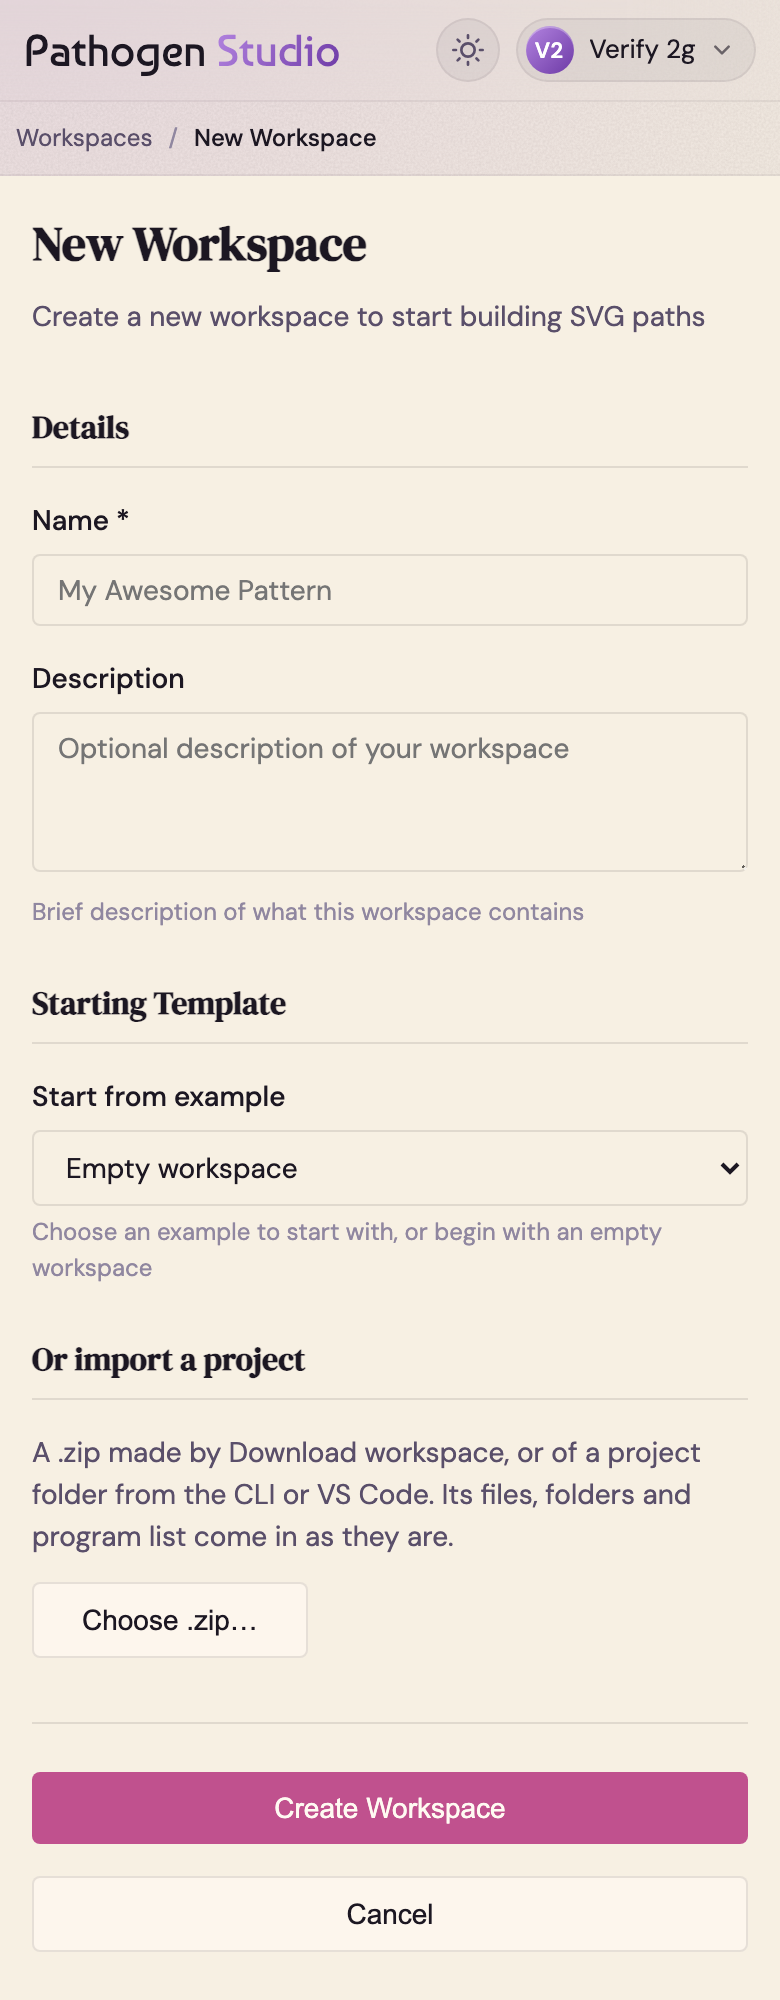 Pathogen Studio
V2 Verify 2g
Workspaces / New Workspace
New Workspace
Create a new workspace to start building SVG paths
Details
Name *
My Awesome Pattern
Description
Optional description of your workspace
Brief description of what this workspace contains
Starting Template
Start from example
Empty workspace
Choose an example to start with, or begin with an empty
workspace
Or import a project
A .zip made by Download workspace, or of a project
folder from the CLI or VS Code. Its files, folders and
program list come in as they are.
Choose .zip…
Create Workspace
Cancel